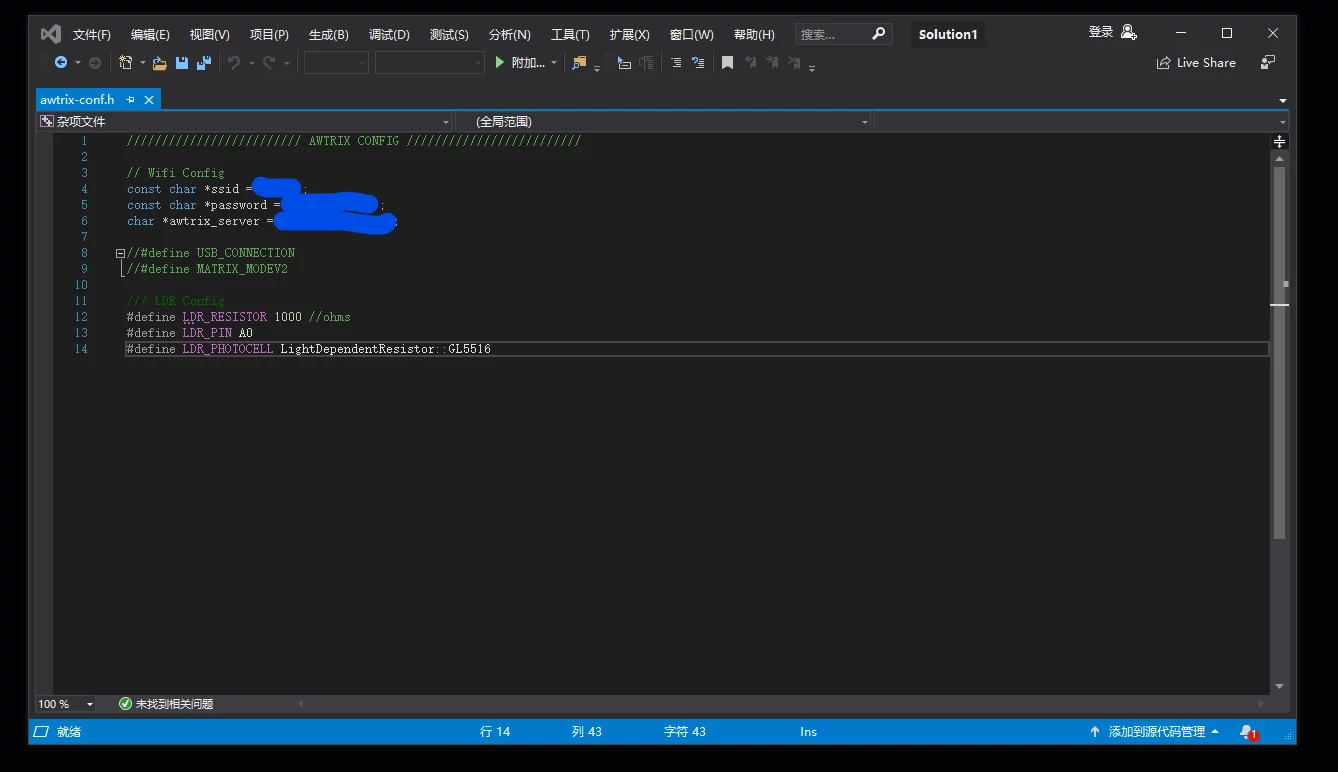 文件(F) 编辑(E) 视图(V) 项目(P) 生成(B) 调试(D) 测试(S) 分析(N) 工具(T) 扩展(X) 窗口(W) 帮助(H) 搜索... Solution1 登录
附加... Live Share
awtrix-conf.h
杂项文件 (全局范围)
1 ///////////////////////// AWTRIX CONFIG /////////////////////////
2
3 // Wifi Config
4 const char *ssid = ;
5 const char *password = ;
6 char *awtrix_server = ;
7
8 //#define USB_CONNECTION
9 //#define MATRIX_MODEV2
10
11 /// LDR Config
12 #define LDR_RESISTOR 1000 //ohms
13 #define LDR_PIN A0
14 #define LDR_PHOTOCELL LightDependentResistor::GL5516
100 % 未找到相关问题
就绪 行 14 列 43 字符 43 Ins 添加到源代码管理 1